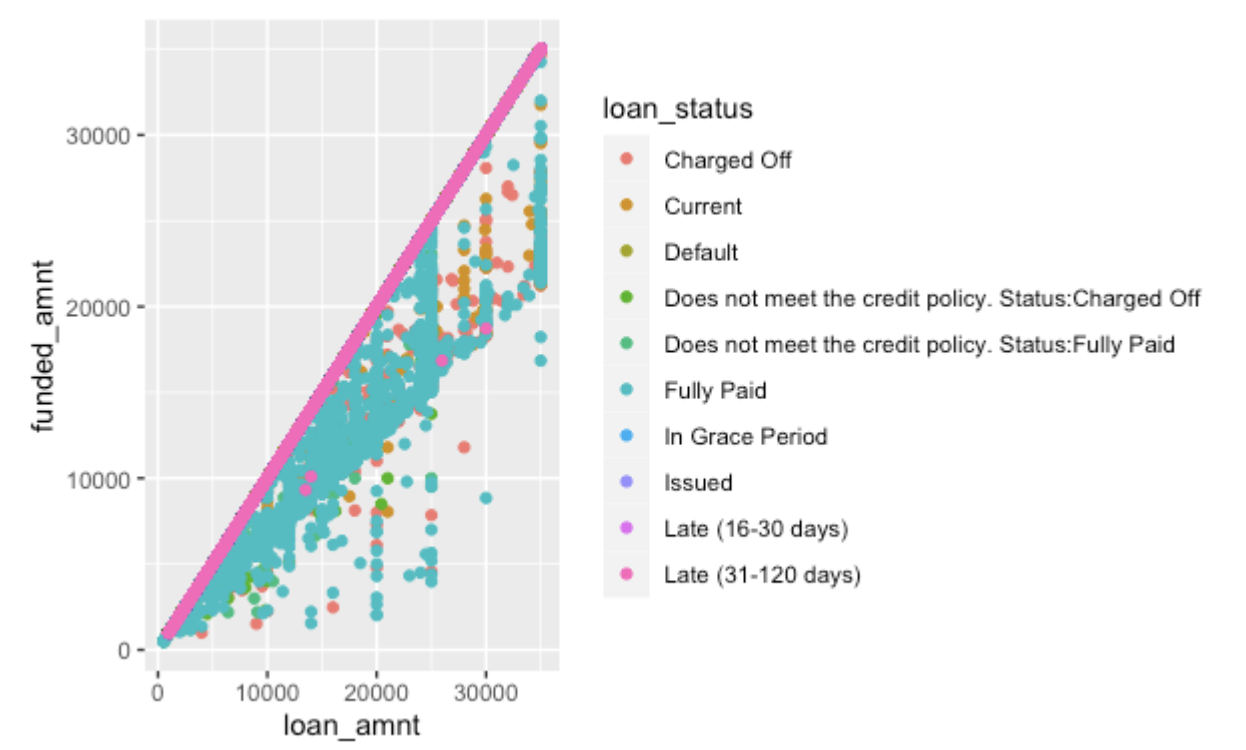 30000
20000
10000
0
funded_amnt
0 10000 20000 30000
loan_amnt
loan_status
Charged Off
Current
Default
Does not meet the credit policy. Status:Charged Off
Does not meet the credit policy. Status:Fully Paid
Fully Paid
In Grace Period
Issued
Late (16-30 days)
Late (31-120 days)